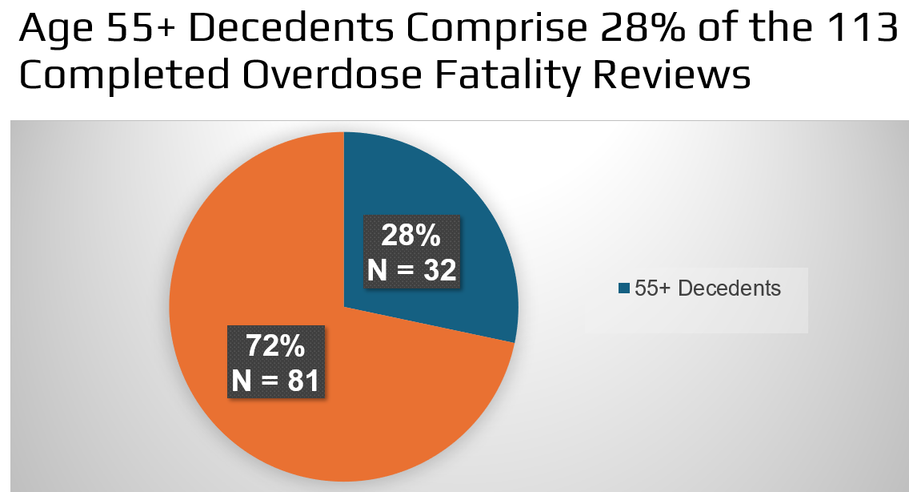 Age 55+ Decedents Comprise 28% of the 113
Completed Overdose Fatality Reviews
28%
N = 32
55+ Decedents
72%
N = 81